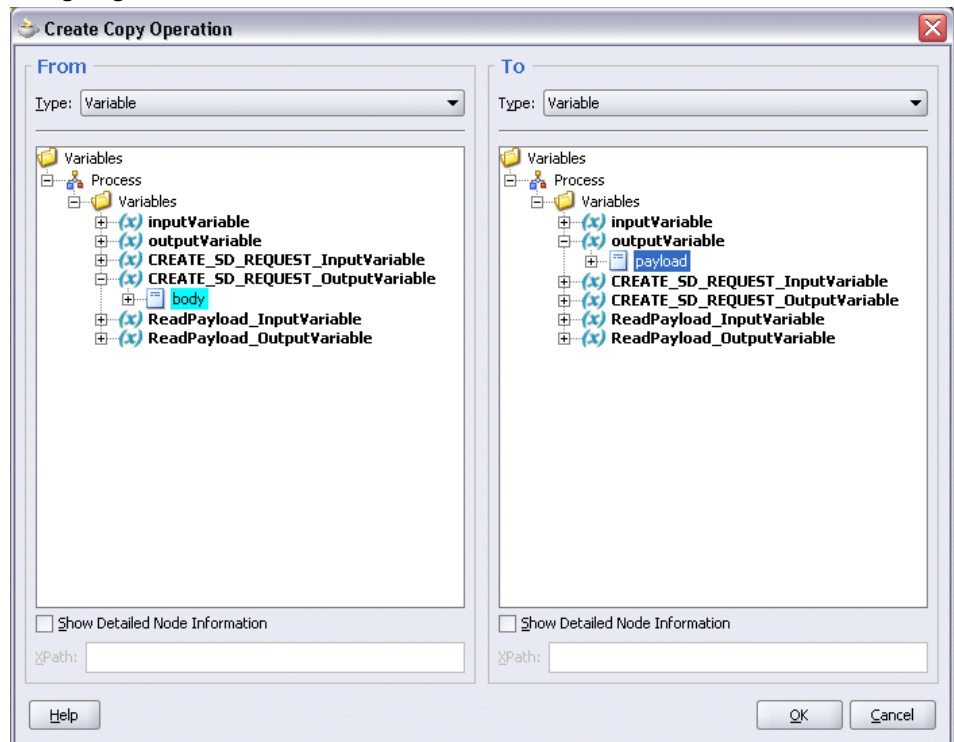 Create Copy Operation
From
Type: Variable
Variables
Process
Variables
inputVariable
outputVariable
CREATE_SD_REQUEST_InputVariable
CREATE_SD_REQUEST_OutputVariable
body
ReadPayload_InputVariable
ReadPayload_OutputVariable
Show Detailed Node Information
XPath:
To
Type: Variable
Variables
Process
Variables
inputVariable
outputVariable
payload
CREATE_SD_REQUEST_InputVariable
CREATE_SD_REQUEST_OutputVariable
ReadPayload_InputVariable
ReadPayload_OutputVariable
Show Detailed Node Information
XPath:
Help
OK
Cancel